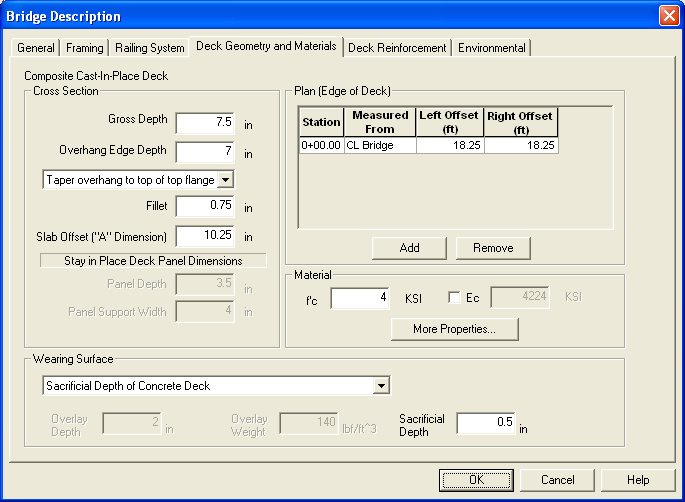 Bridge Description
General Framing Railing System Deck Geometry and Materials Deck Reinforcement Environmental
Composite Cast-In-Place Deck
Cross Section
Gross Depth 7.5 in
Overhang Edge Depth 7 in
Taper overhang to top of top flange
Fillet 0.75 in
Slab Offset ("A" Dimension) 10.25 in
Stay in Place Deck Panel Dimensions
Panel Depth 3.5 in
Panel Support Width 4 in
Plan (Edge of Deck)
Station Measured From Left Offset (ft) Right Offset (ft)
0+00.00 CL Bridge 18.25 18.25
Add Remove
Material
f'c 4 KSI Ec 4224 KSI
More Properties...
Wearing Surface
Sacrificial Depth of Concrete Deck
Overlay Depth 2 in Overlay Weight 140 lbf/ft^3 Sacrificial Depth 0.5 in
OK Cancel Help